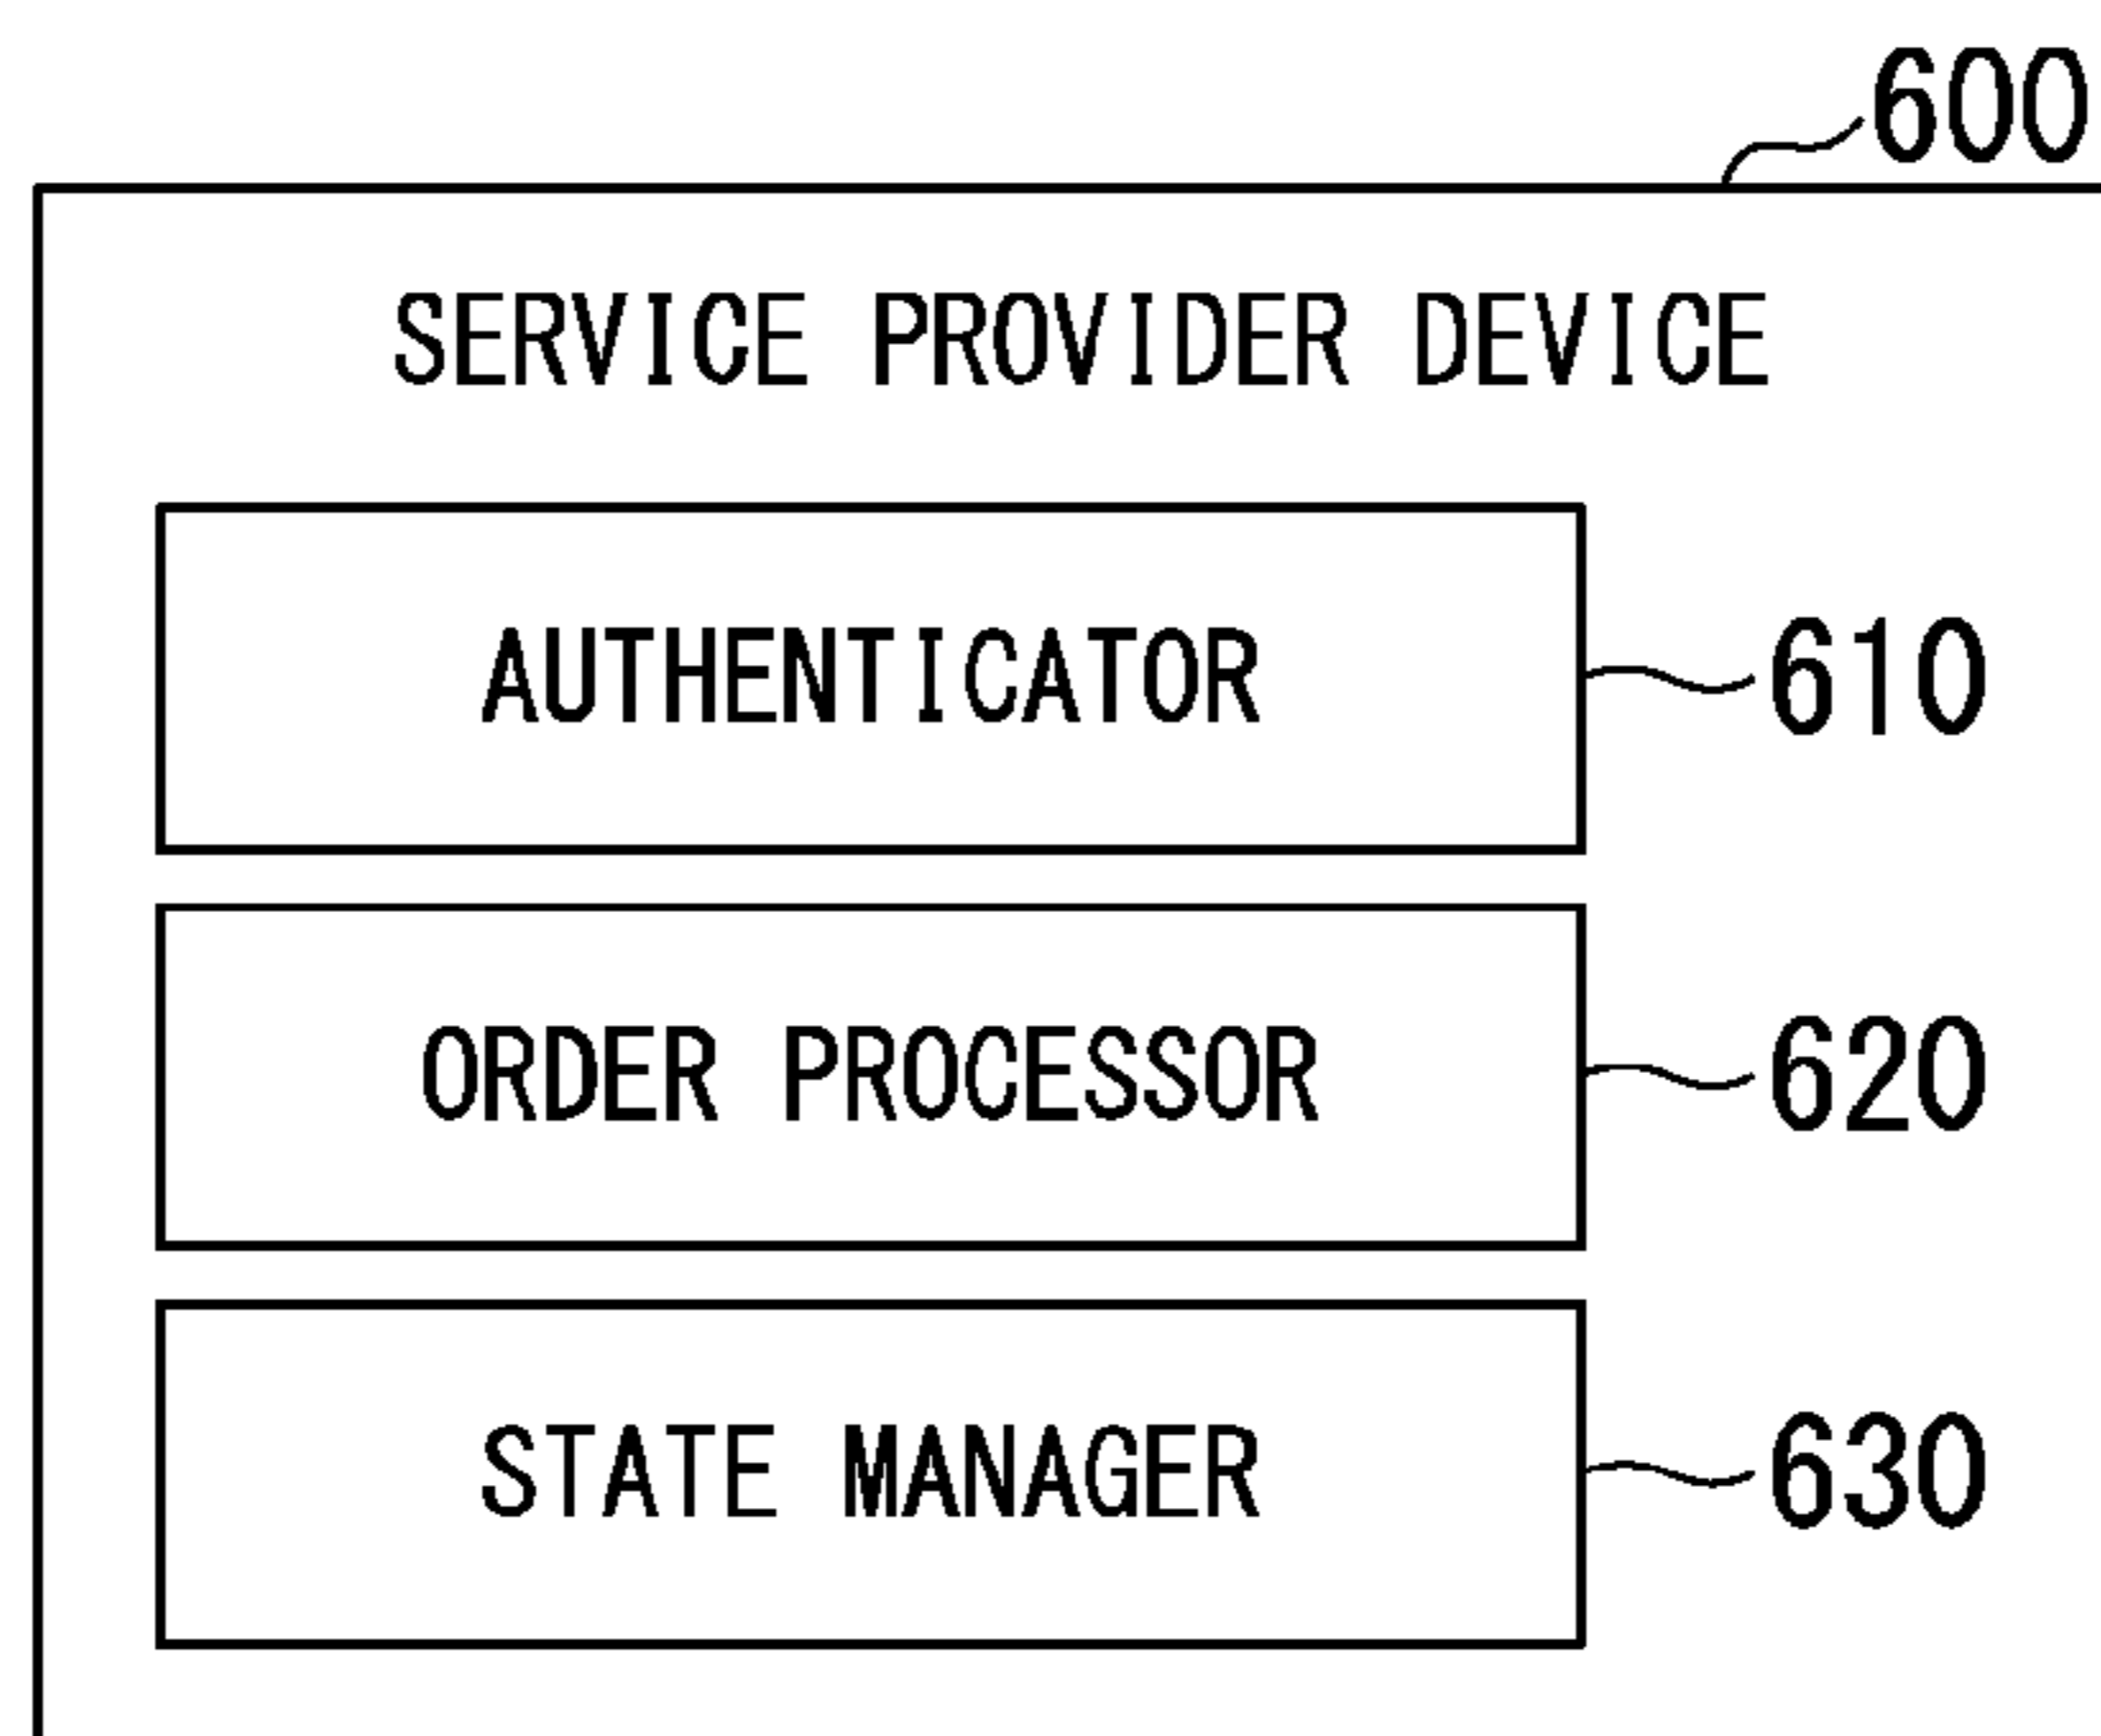 600
SERVICE PROVIDER DEVICE
AUTHENTICATOR 610
ORDER PROCESSOR 620
STATE MANAGER 630